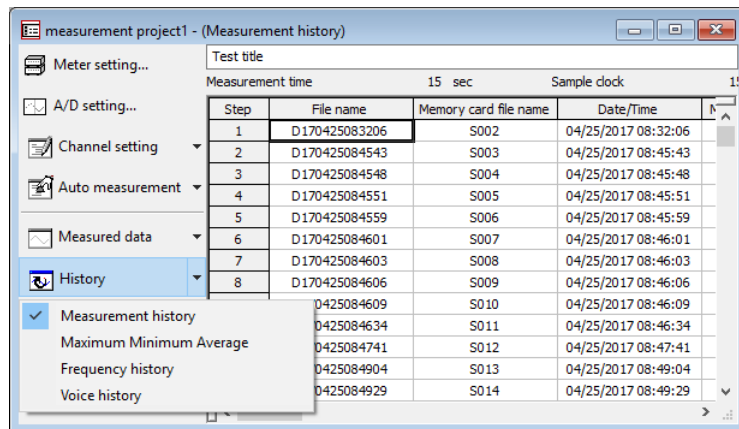 measurement project1 - (Measurement history)
Meter setting...
A/D setting...
Channel setting
Auto measurement
Measured data
History
Measurement history
Maximum Minimum Average
Frequency history
Voice history
Test title
Measurement time 15 sec Sample clock 15
Step File name Memory card file name Date/Time
1 D170425083206 S002 04/25/2017 08:32:06
2 D170425084543 S003 04/25/2017 08:45:43
3 D170425084548 S004 04/25/2017 08:45:48
4 D170425084551 S005 04/25/2017 08:45:51
5 D170425084559 S006 04/25/2017 08:45:59
6 D170425084601 S007 04/25/2017 08:46:01
7 D170425084603 S008 04/25/2017 08:46:03
8 D170425084606 S009 04/25/2017 08:46:06
0425084609 S010 04/25/2017 08:46:09
0425084634 S011 04/25/2017 08:46:34
0425084741 S012 04/25/2017 08:47:41
0425084904 S013 04/25/2017 08:49:04
0425084929 S014 04/25/2017 08:49:29